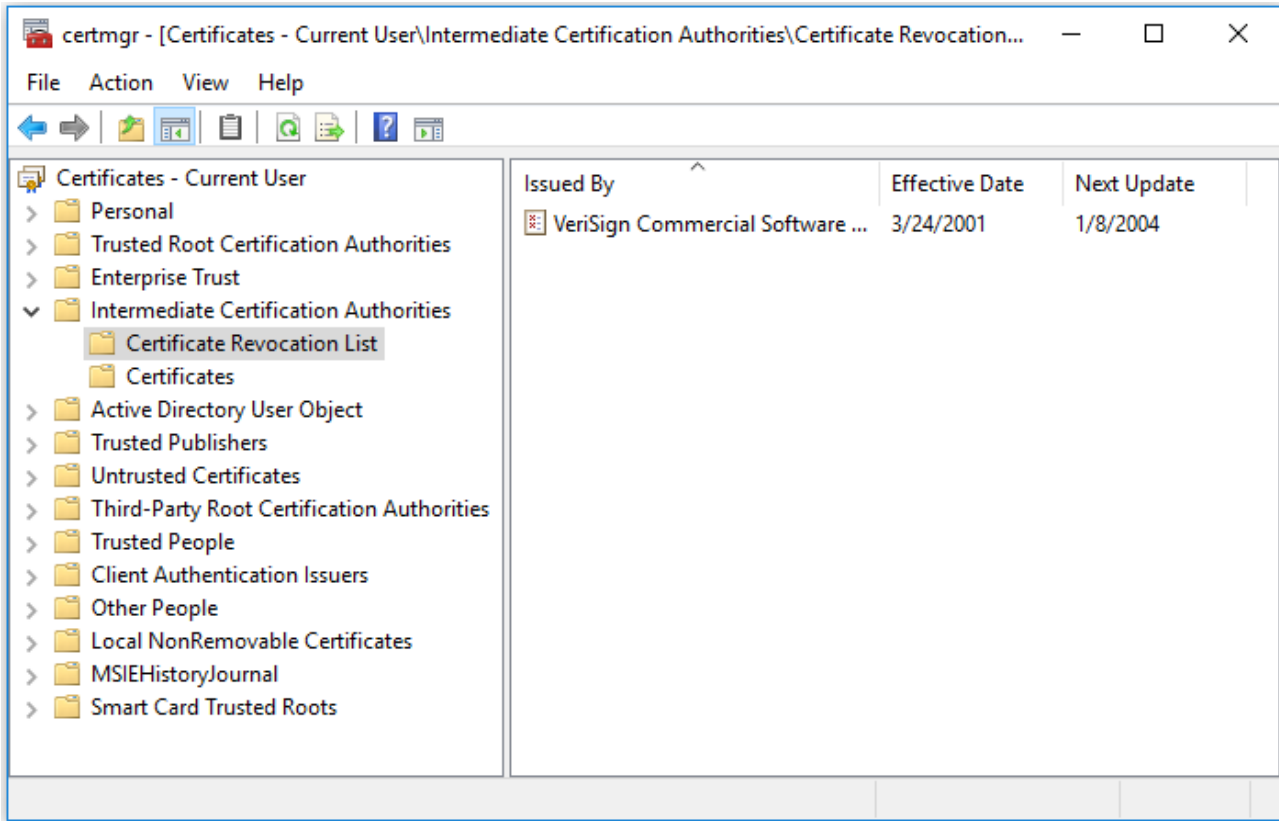 certmgr - [Certificates - Current User\Intermediate Certification Authorities\Certificate Revocation...
File Action View Help
Certificates - Current User
Personal
Trusted Root Certification Authorities
Enterprise Trust
Intermediate Certification Authorities
Certificate Revocation List
Certificates
Active Directory User Object
Trusted Publishers
Untrusted Certificates
Third-Party Root Certification Authorities
Trusted People
Client Authentication Issuers
Other People
Local NonRemovable Certificates
MSIEHistoryJournal
Smart Card Trusted Roots
Issued By Effective Date Next Update
VeriSign Commercial Software ... 3/24/2001 1/8/2004